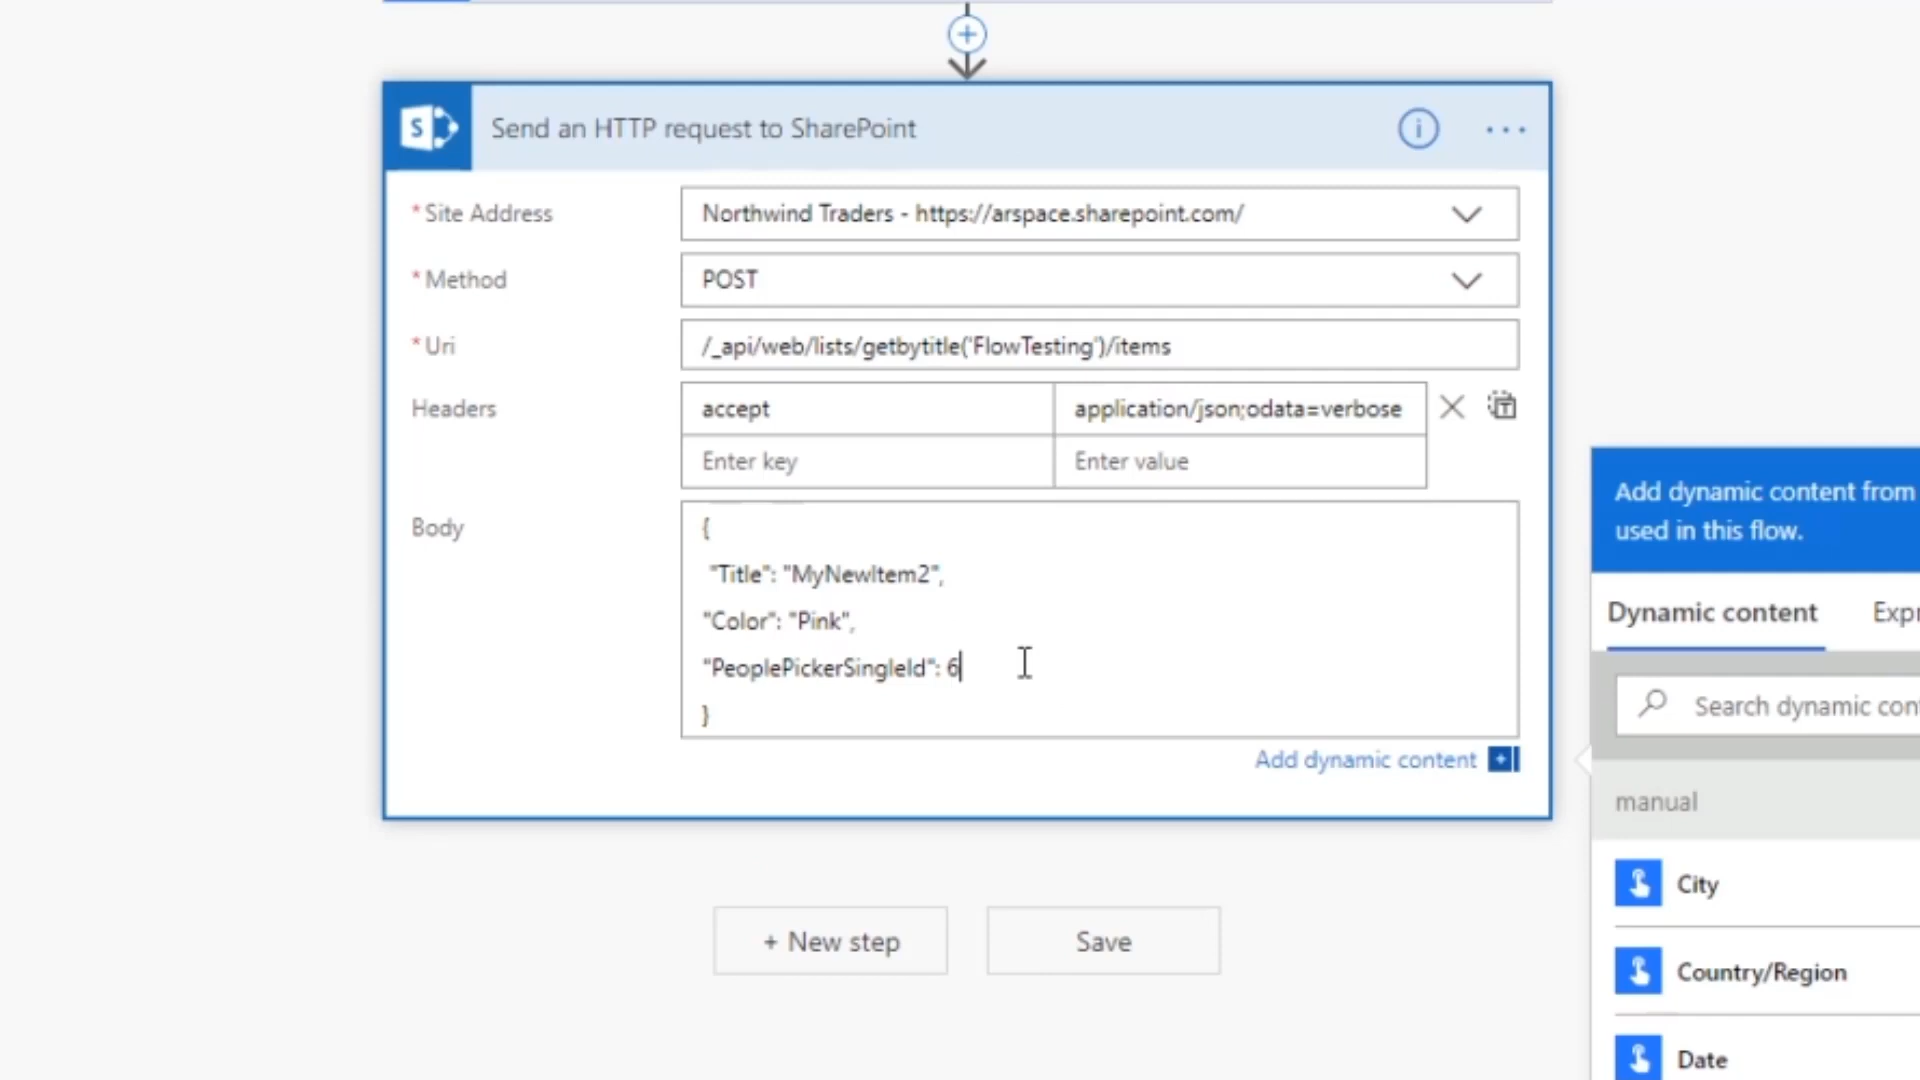 Send an HTTP request to SharePoint
* Site Address
Northwind Traders - https://arspace.sharepoint.com/
* Method
POST
* Uri
/_api/web/lists/getbytitle('FlowTesting')/items
Headers
accept
application/json;odata=verbose
Enter key
Enter value
Body
{
"Title": "MyNewItem2",
"Color": "Pink",
"PeoplePickerSingleId": 6
}
Add dynamic content
+ New step
Save
Add dynamic content from
used in this flow.
Dynamic content
Expr
Search dynamic con
manual
City
Country/Region
Date